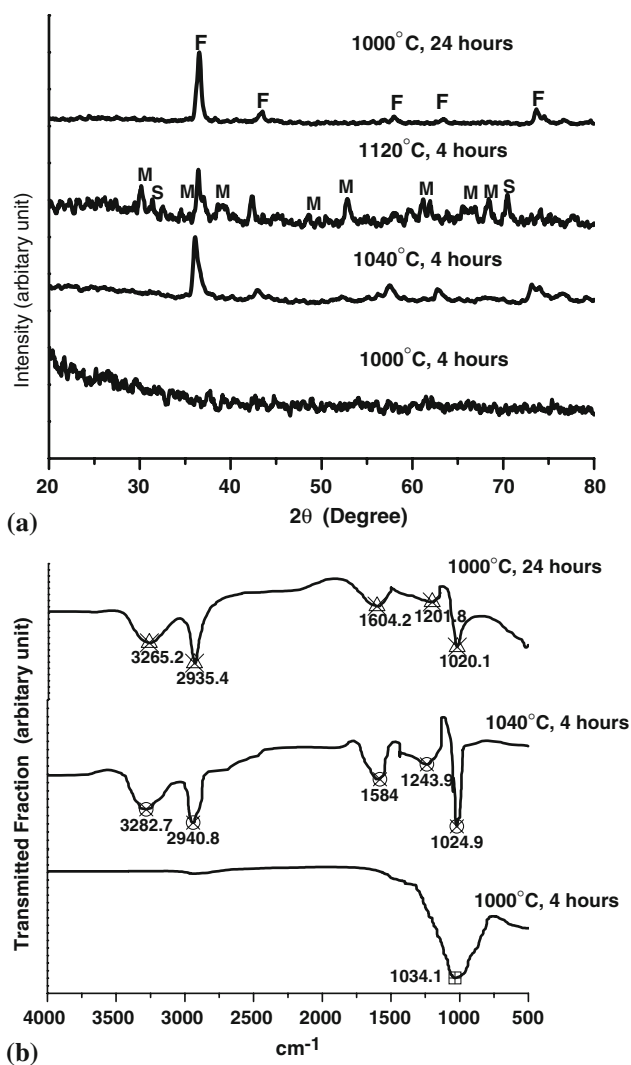 F
1000°C, 24 hours
F
F
F
F
1120°C, 4 hours
M
S
M
M
M
M
M
M
M
S
1040°C, 4 hours
1000°C, 4 hours
Intensity (arbitary unit)
20 30 40 50 60 70 80
2θ (Degree)
(a)
1000°C, 24 hours
3265.2
2935.4
1604.2
1201.8
1020.1
1040°C, 4 hours
3282.7
2940.8
1584
1243.9
1024.9
1000°C, 4 hours
1034.1
Transmitted Fraction (arbitary unit)
4000 3500 3000 2500 2000 1500 1000 500
cm-1
(b)